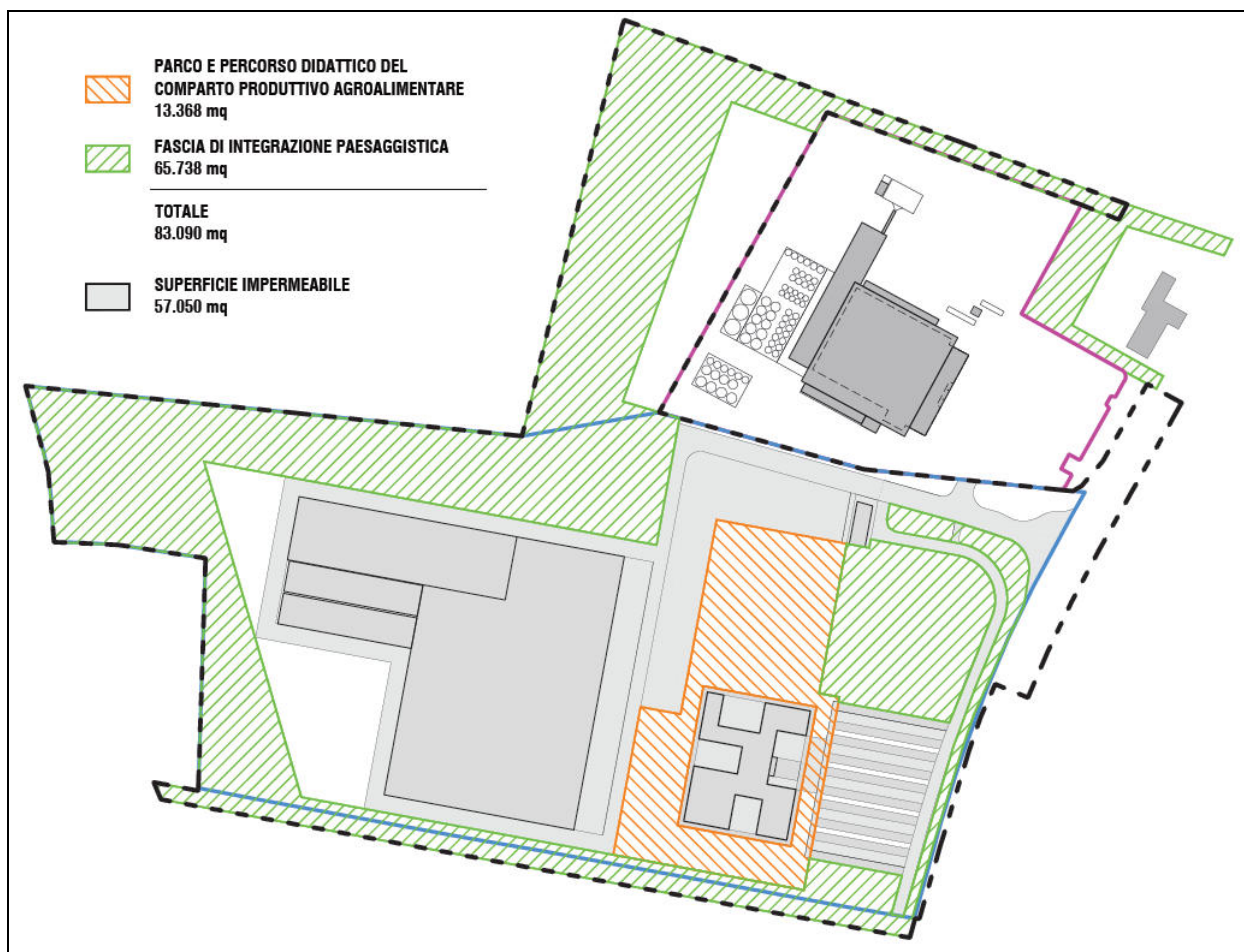 PARCO E PERCORSO DIDATTICO DEL
COMPARTO PRODUTTIVO AGROALIMENTARE
13.368 mq
FASCIA DI INTEGRAZIONE PAESAGGISTICA
65.738 mq
TOTALE
83.090 mq
SUPERFICIE IMPERMEABILE
57.050 mq